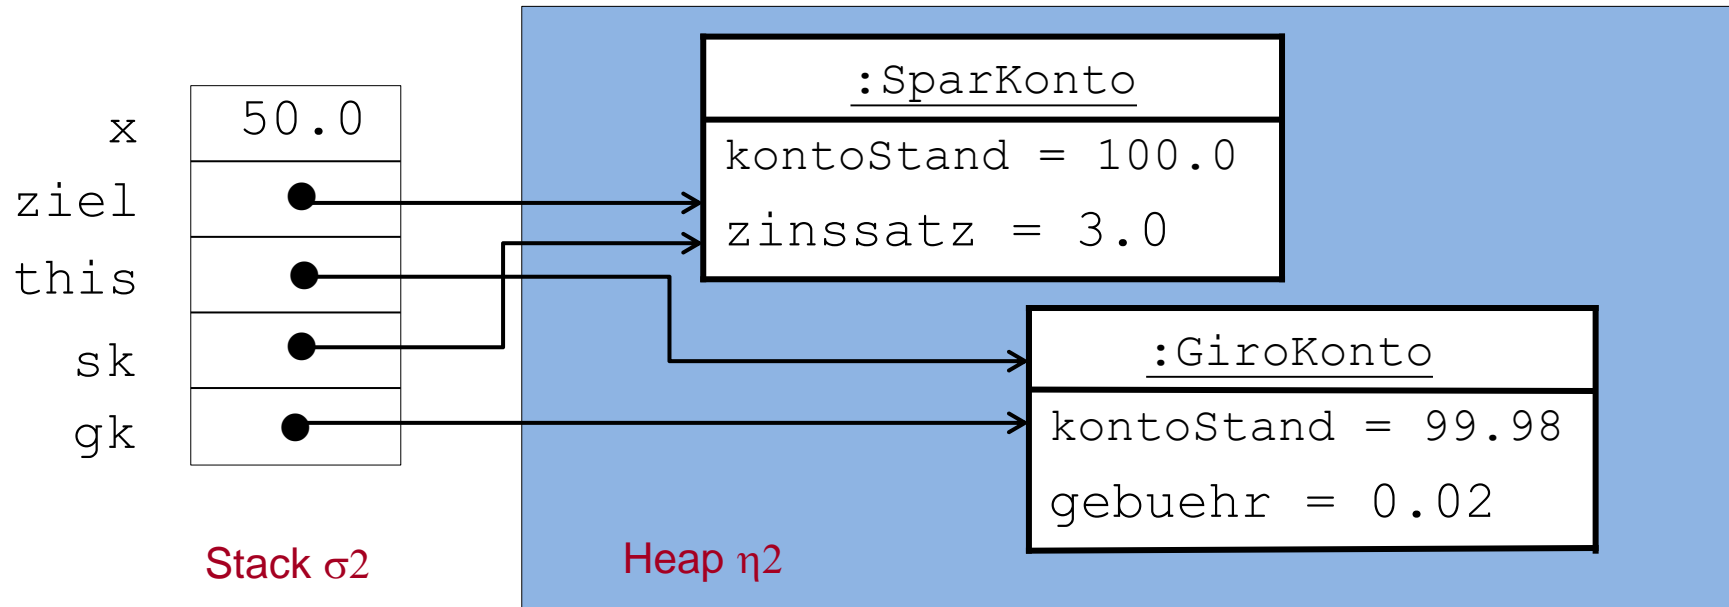 :SparKonto
x 50.0
kontoStand = 100.0
ziel
zinssatz = 3.0
this
sk
:GiroKonto
gk
kontoStand = 99.98
gebuehr = 0.02
Stack σ2
Heap η2